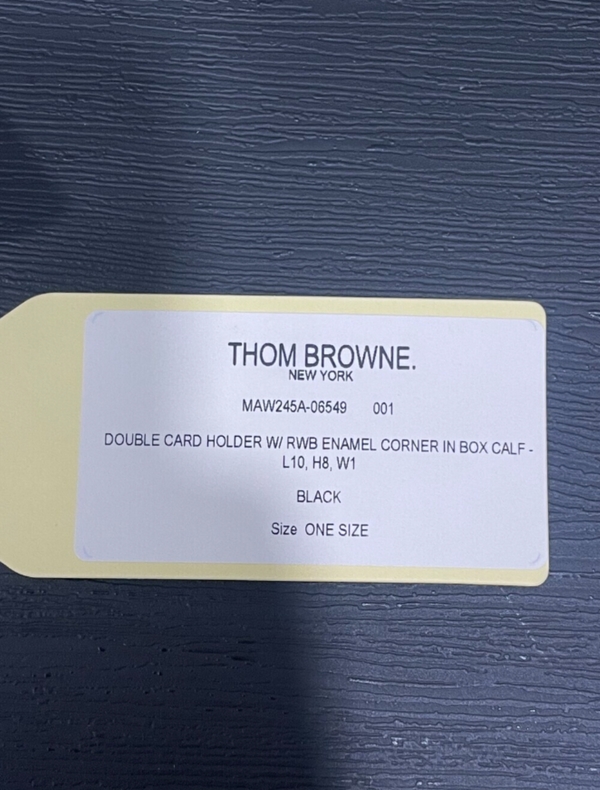 THOM BROWNE.
NEW YORK
MAW245A-06549 001
DOUBLE CARD HOLDER W/ RWB ENAMEL CORNER IN BOX CALF -
L10, H8, W1
BLACK
Size ONE SIZE